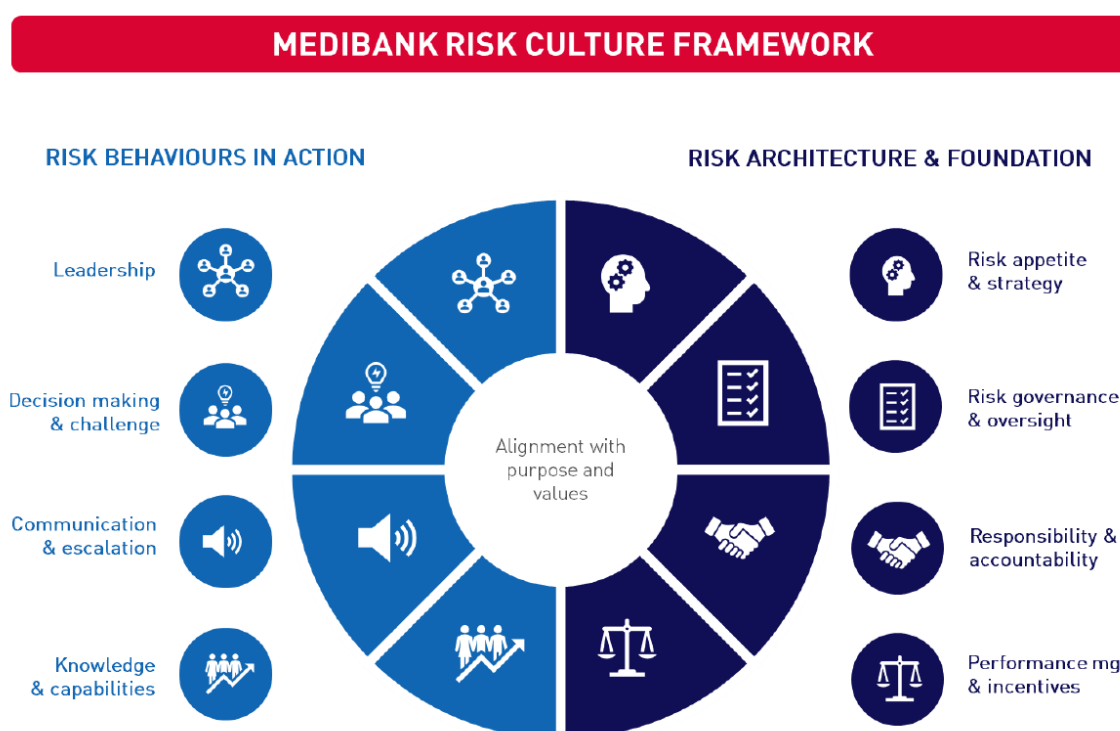 MEDIBANK RISK CULTURE FRAMEWORK
RISK BEHAVIOURS IN ACTION
Leadership
Decision making
& challenge
Communication
& escalation
Knowledge
& capabilities
Alignment with
purpose and
values
RISK ARCHITECTURE & FOUNDATION
Risk appetite
& strategy
Risk governance
& oversight
Responsibility &
accountability
Performance mg
& incentives